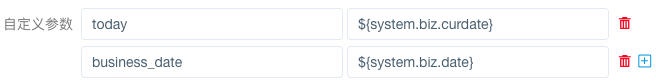 自定义参数 today ${system.biz.curdate}
business_date ${system.biz.date}